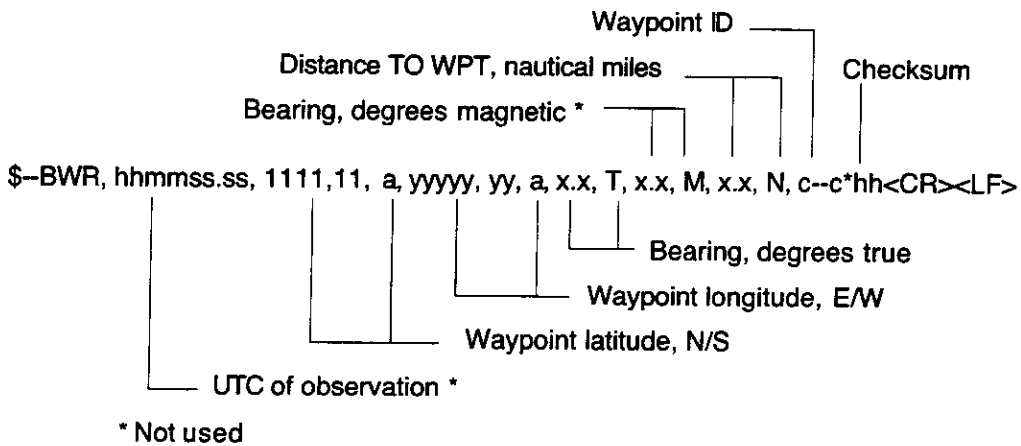 Waypoint ID
Distance TO WPT, nautical miles
Checksum
Bearing, degrees magnetic *
$--BWR, hhmmss.ss, 1111,11, a, yyyyy, yy, a, x.x, T, x.x, M, x.x, N, c--c*hh<CR><LF>
Bearing, degrees true
Waypoint longitude, E/W
Waypoint latitude, N/S
UTC of observation *
* Not used